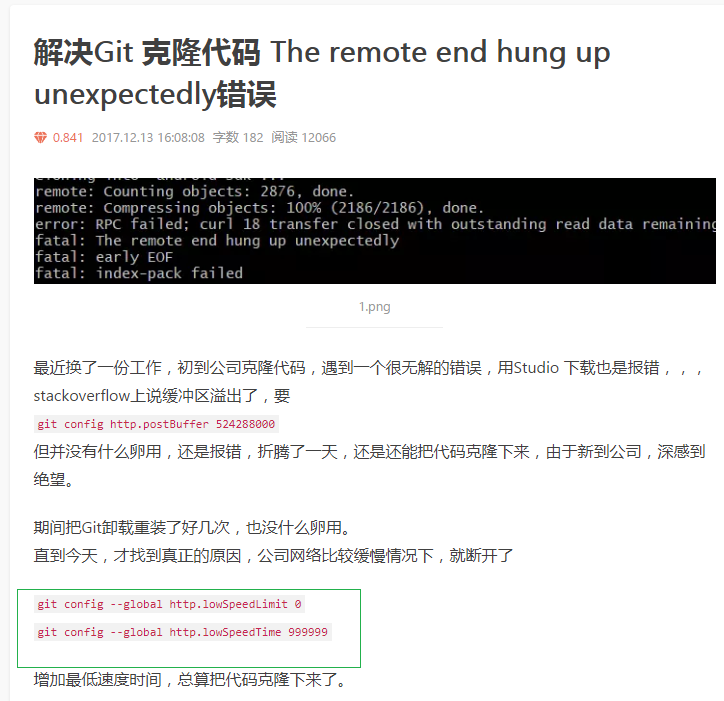 解决Git 克隆代码 The remote end hung up
unexpectedly错误
0.841 2017.12.13 16:08:08 字数 182 阅读 12066
remote: Counting objects: 2876, done.
remote: Compressing objects: 100% (2186/2186), done.
error: RPC failed; curl 18 transfer closed with outstanding read data remaining
fatal: The remote end hung up unexpectedly
fatal: early EOF
fatal: index-pack failed
1.png
最近换了一份工作，初到公司克隆代码，遇到一个很无解的错误，用Studio 下载也是报错，，，
stackoverflow上说缓冲区溢出了，要
git config http.postBuffer 524288000
但并没有什么卵用，还是报错，折腾了一天，还是还能把代码克隆下来，由于新到公司，深感到
绝望。
期间把Git卸载重装了好几次，也没什么卵用。
直到今天，才找到真正的原因，公司网络比较缓慢情况下，就断开了
git config --global http.lowSpeedLimit 0
git config --global http.lowSpeedTime 999999
增加最低速度时间，总算把代码克隆下来了。